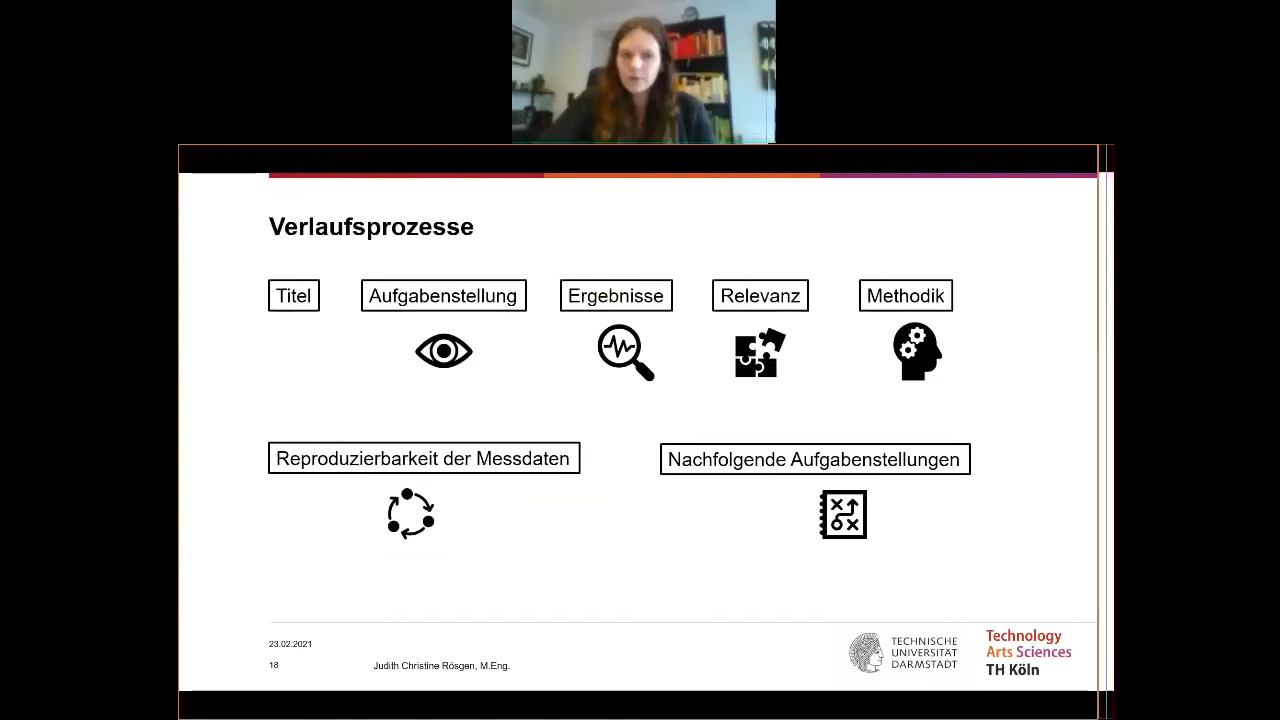 Verlaufsprozesse
Titel
Aufgabenstellung
Ergebnisse
Relevanz
Methodik
Reproduzierbarkeit der Messdaten
Nachfolgende Aufgabenstellungen
23.02.2021
18
Judith Christine Rösgen, M.Eng.
TECHNISCHE
UNIVERSITÄT
DARMSTADT
Technology
Arts Sciences
TH Köln